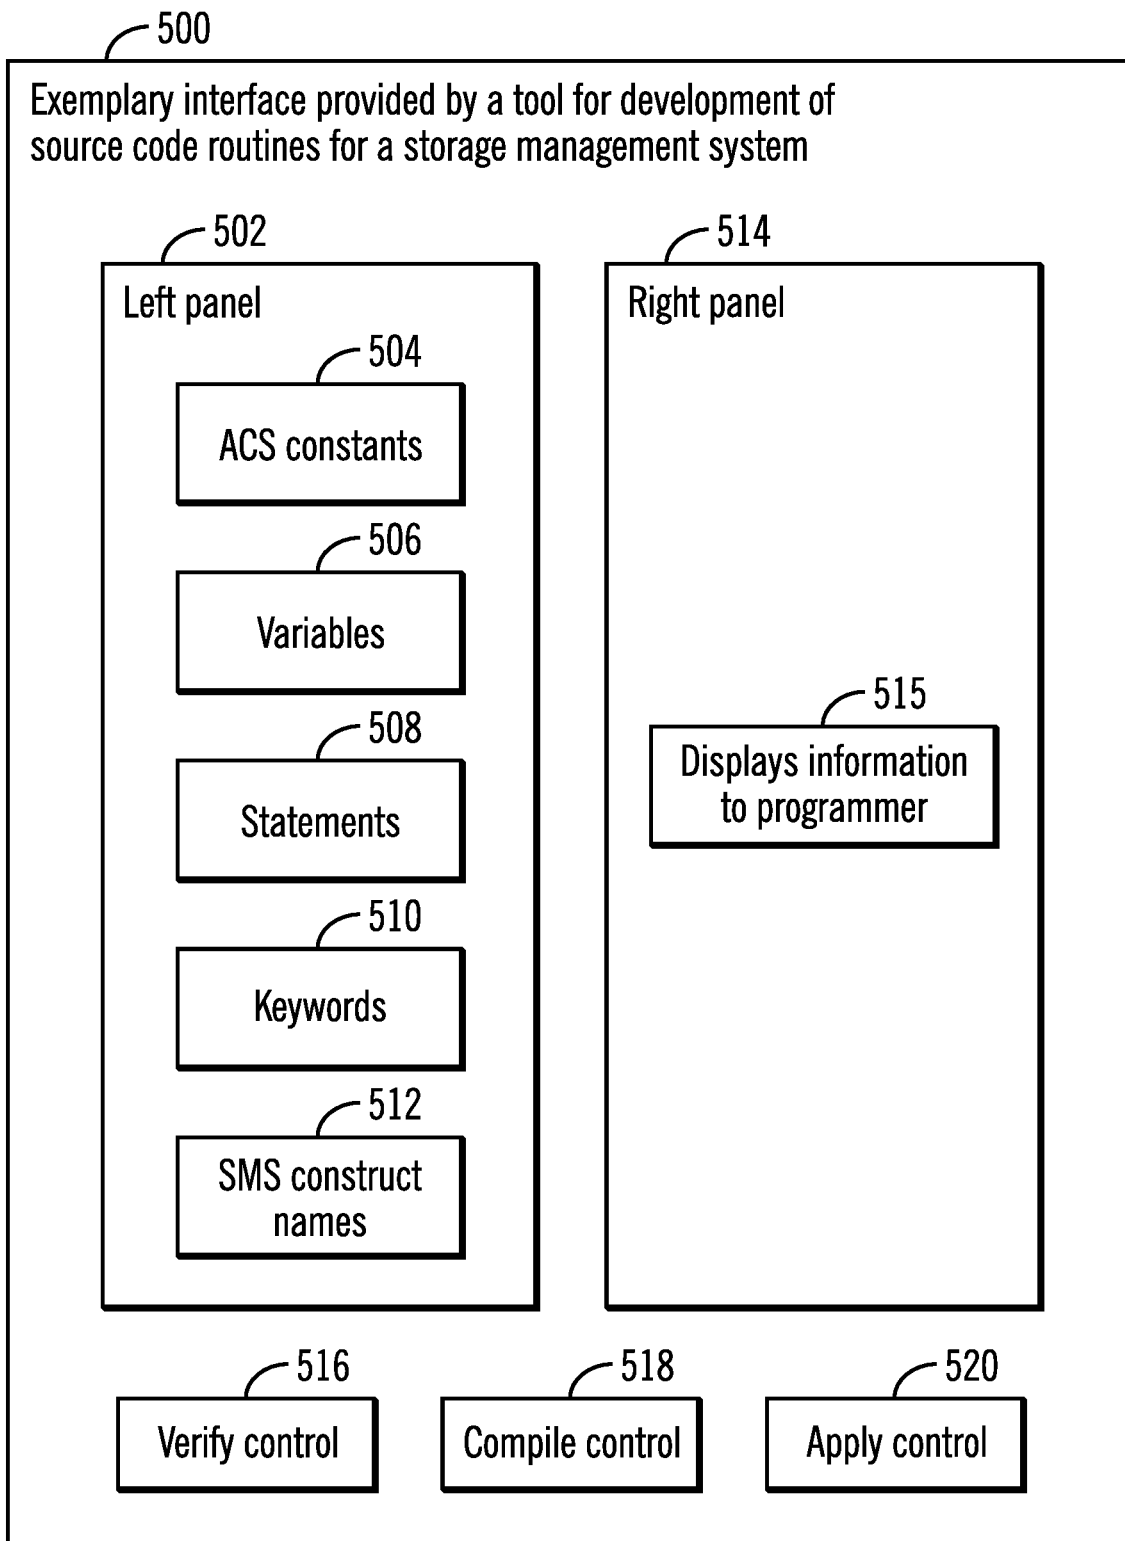 500
Exemplary interface provided by a tool for development of
source code routines for a storage management system
502
514
Left panel
Right panel
504
ACS constants
506
Variables
508
Statements
510
Keywords
512
SMS construct
names
515
Displays information
to programmer
516
518
520
Verify control
Compile control
Apply control